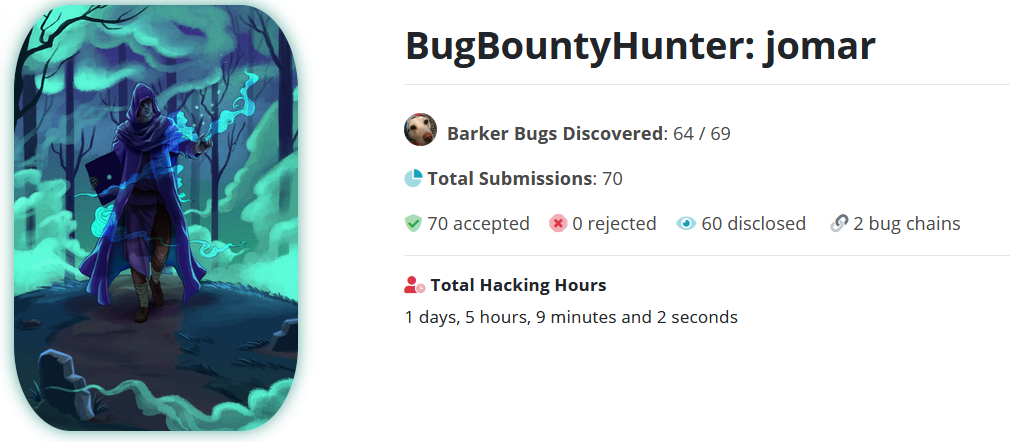 BugBountyHunter: jomar
Barker Bugs Discovered: 64 / 69
Total Submissions: 70
70 accepted 0 rejected 60 disclosed 2 bug chains
Total Hacking Hours
1 days, 5 hours, 9 minutes and 2 seconds